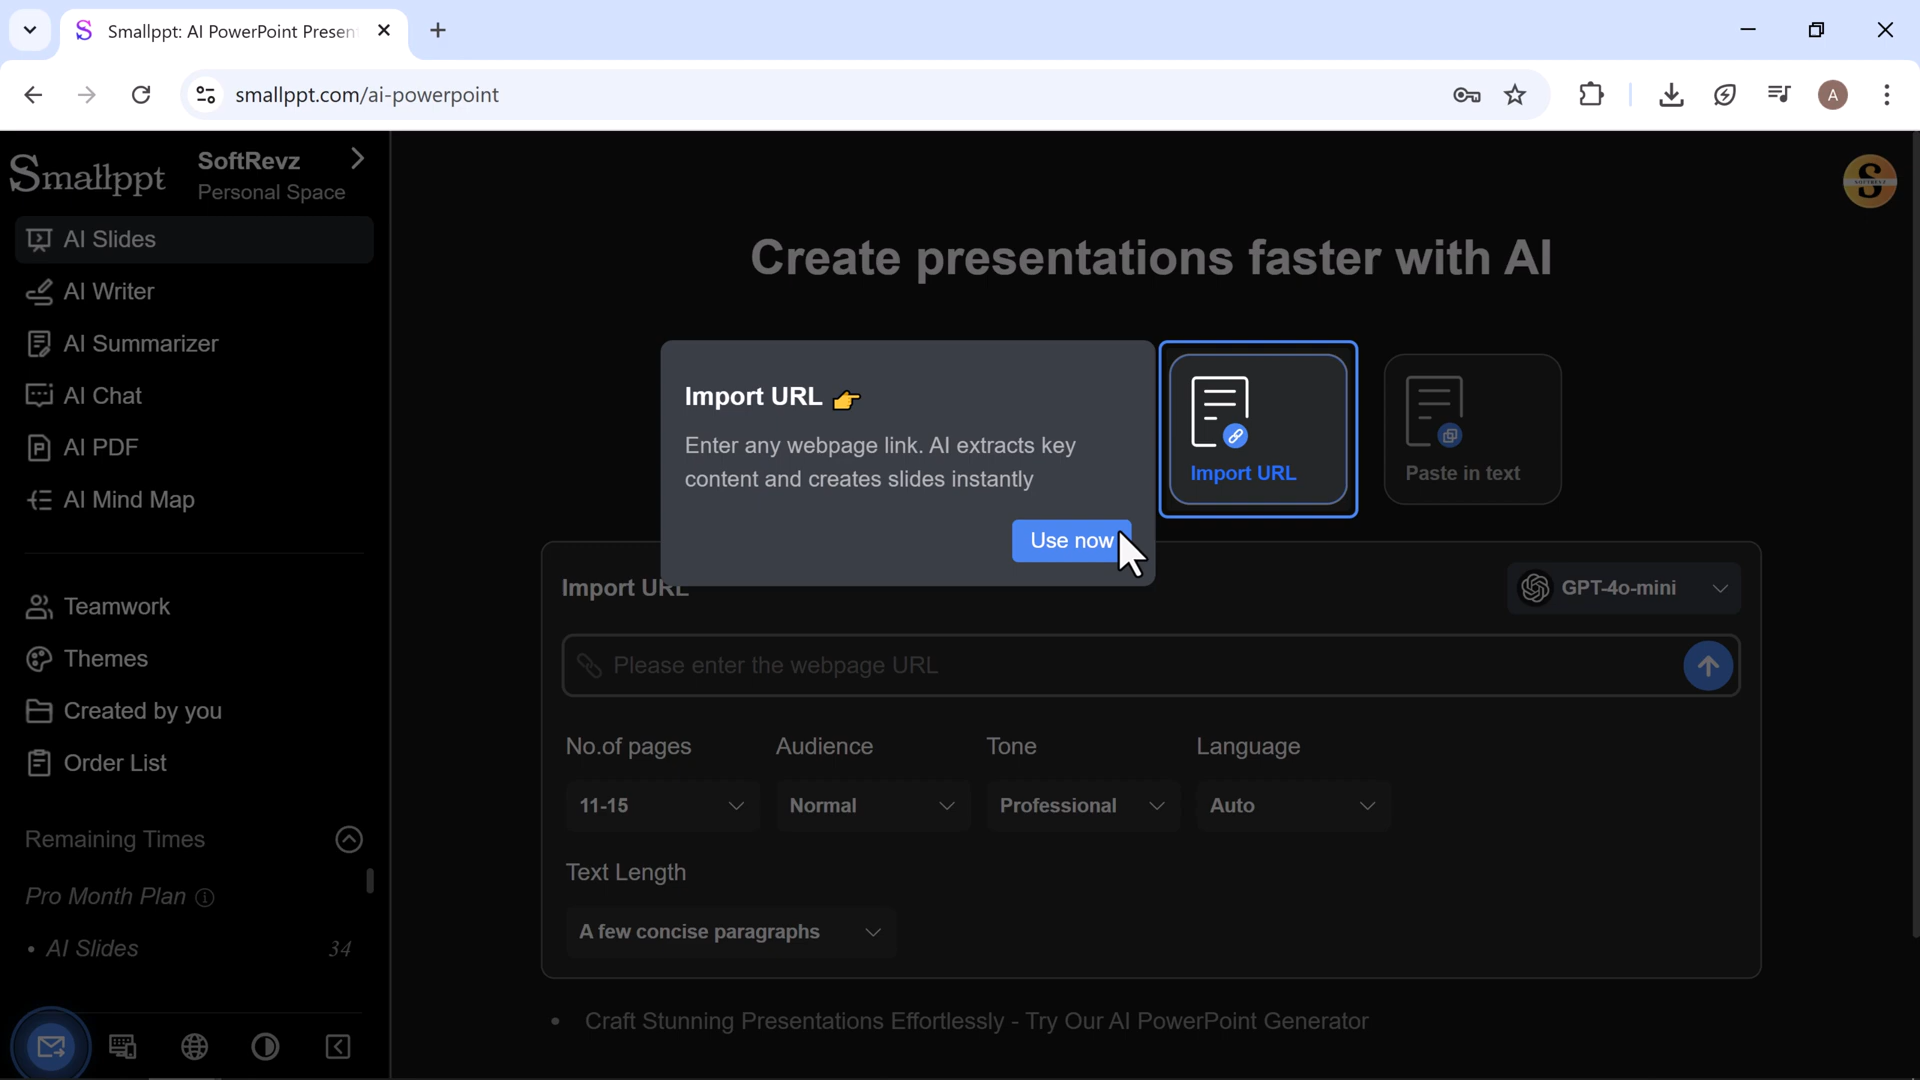 Smallppt: AI PowerPoint Presen
smallppt.com/ai-powerpoint
A
Smallppt
SoftRevz
Personal Space
AI Slides
AI Writer
AI Summarizer
AI Chat
AI PDF
AI Mind Map
Teamwork
Themes
Created by you
Order List
Remaining Times
Pro Month Plan
• AI Slides 34
S
SOFTREVZ
Create presentations faster with AI
Import URL 👉
Enter any webpage link. AI extracts key
content and creates slides instantly
Use now
Import URL
Paste in text
Import URL
GPT-4o-mini
Please enter the webpage URL
No.of pages Audience Tone Language
11-15 Normal Professional Auto
Text Length
A few concise paragraphs
• Craft Stunning Presentations Effortlessly - Try Our AI PowerPoint Generator